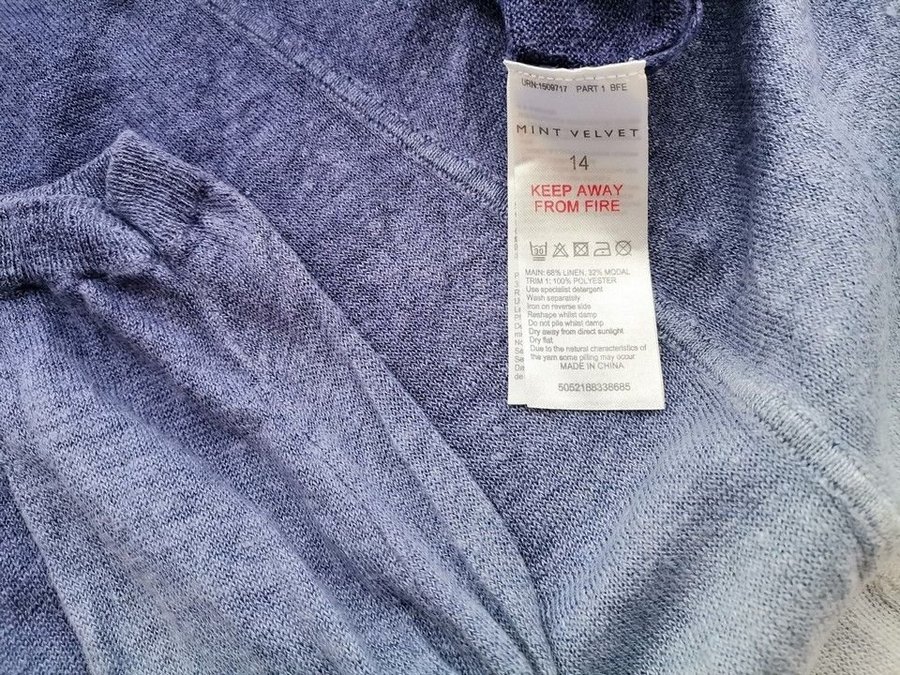 URN:1509717 PART 1 BFE
MINT VELVET
14
KEEP AWAY
FROM FIRE
30
MAIN: 68% LINEN, 32% MODAL
TRIM 1: 100% POLYESTER
Use specialist detergent
Wash separately
Iron on reverse side
Reshape whilst damp
Do not pile whilst damp
Dry away from direct sunlight
Dry flat
Due to the natural characteristics of
the yarn some pilling may occur
MADE IN CHINA
5052188338685